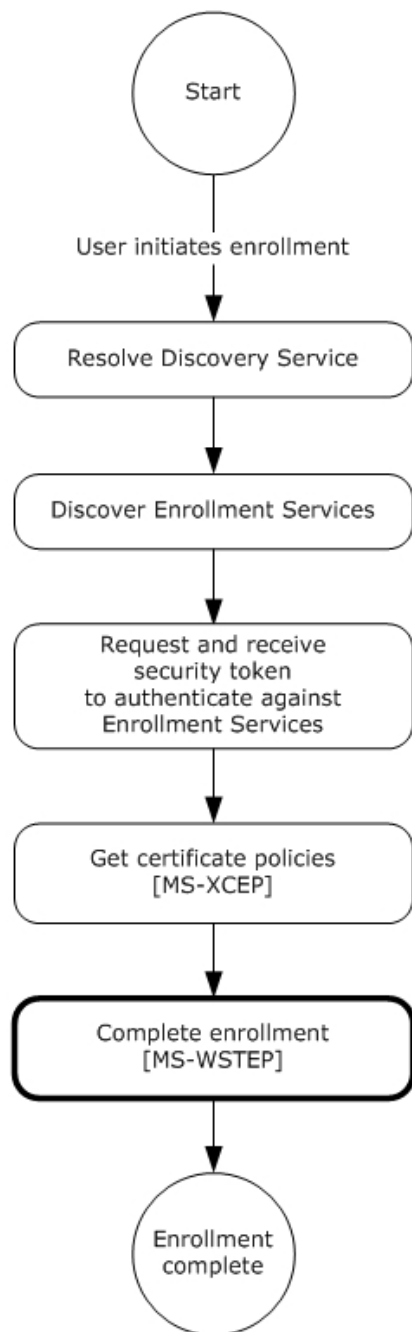 Start
User initiates enrollment
Resolve Discovery Service
Discover Enrollment Services
Request and receive
security token
to authenticate against
Enrollment Services
Get certificate policies
[MS-XCEP]
Complete enrollment
[MS-WSTEP]
Enrollment
complete